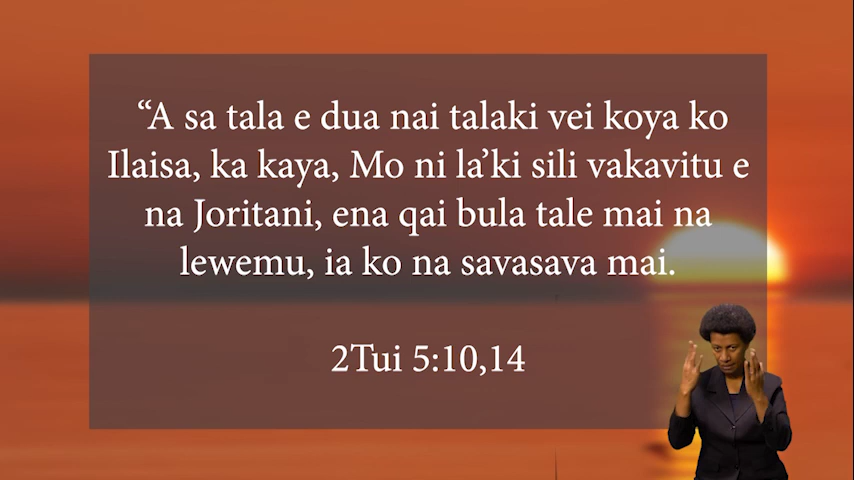 “A sa tala e dua nai talaki vei koya ko
Ilaisa, ka kaya, Mo ni la’ki sili vakavitu e
na Joritani, ena qai bula tale mai na
lewemu, ia ko na savasava mai.
2Tui 5:10,14